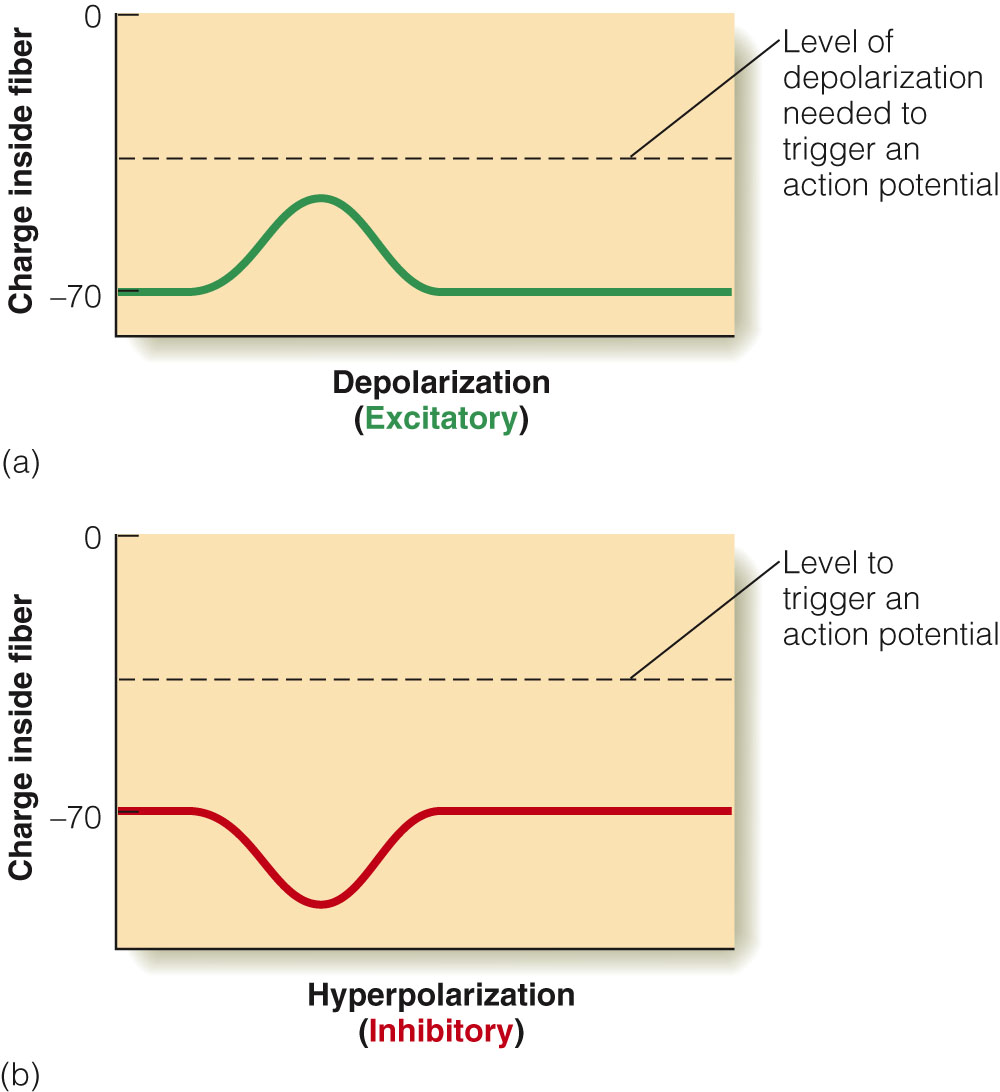 0
Charge inside fiber
–70
Level of
depolarization
needed to
trigger an
action potential
Depolarization
(Excitatory)
(a)
0
Charge inside fiber
–70
Level to
trigger an
action potential
Hyperpolarization
(Inhibitory)
(b)